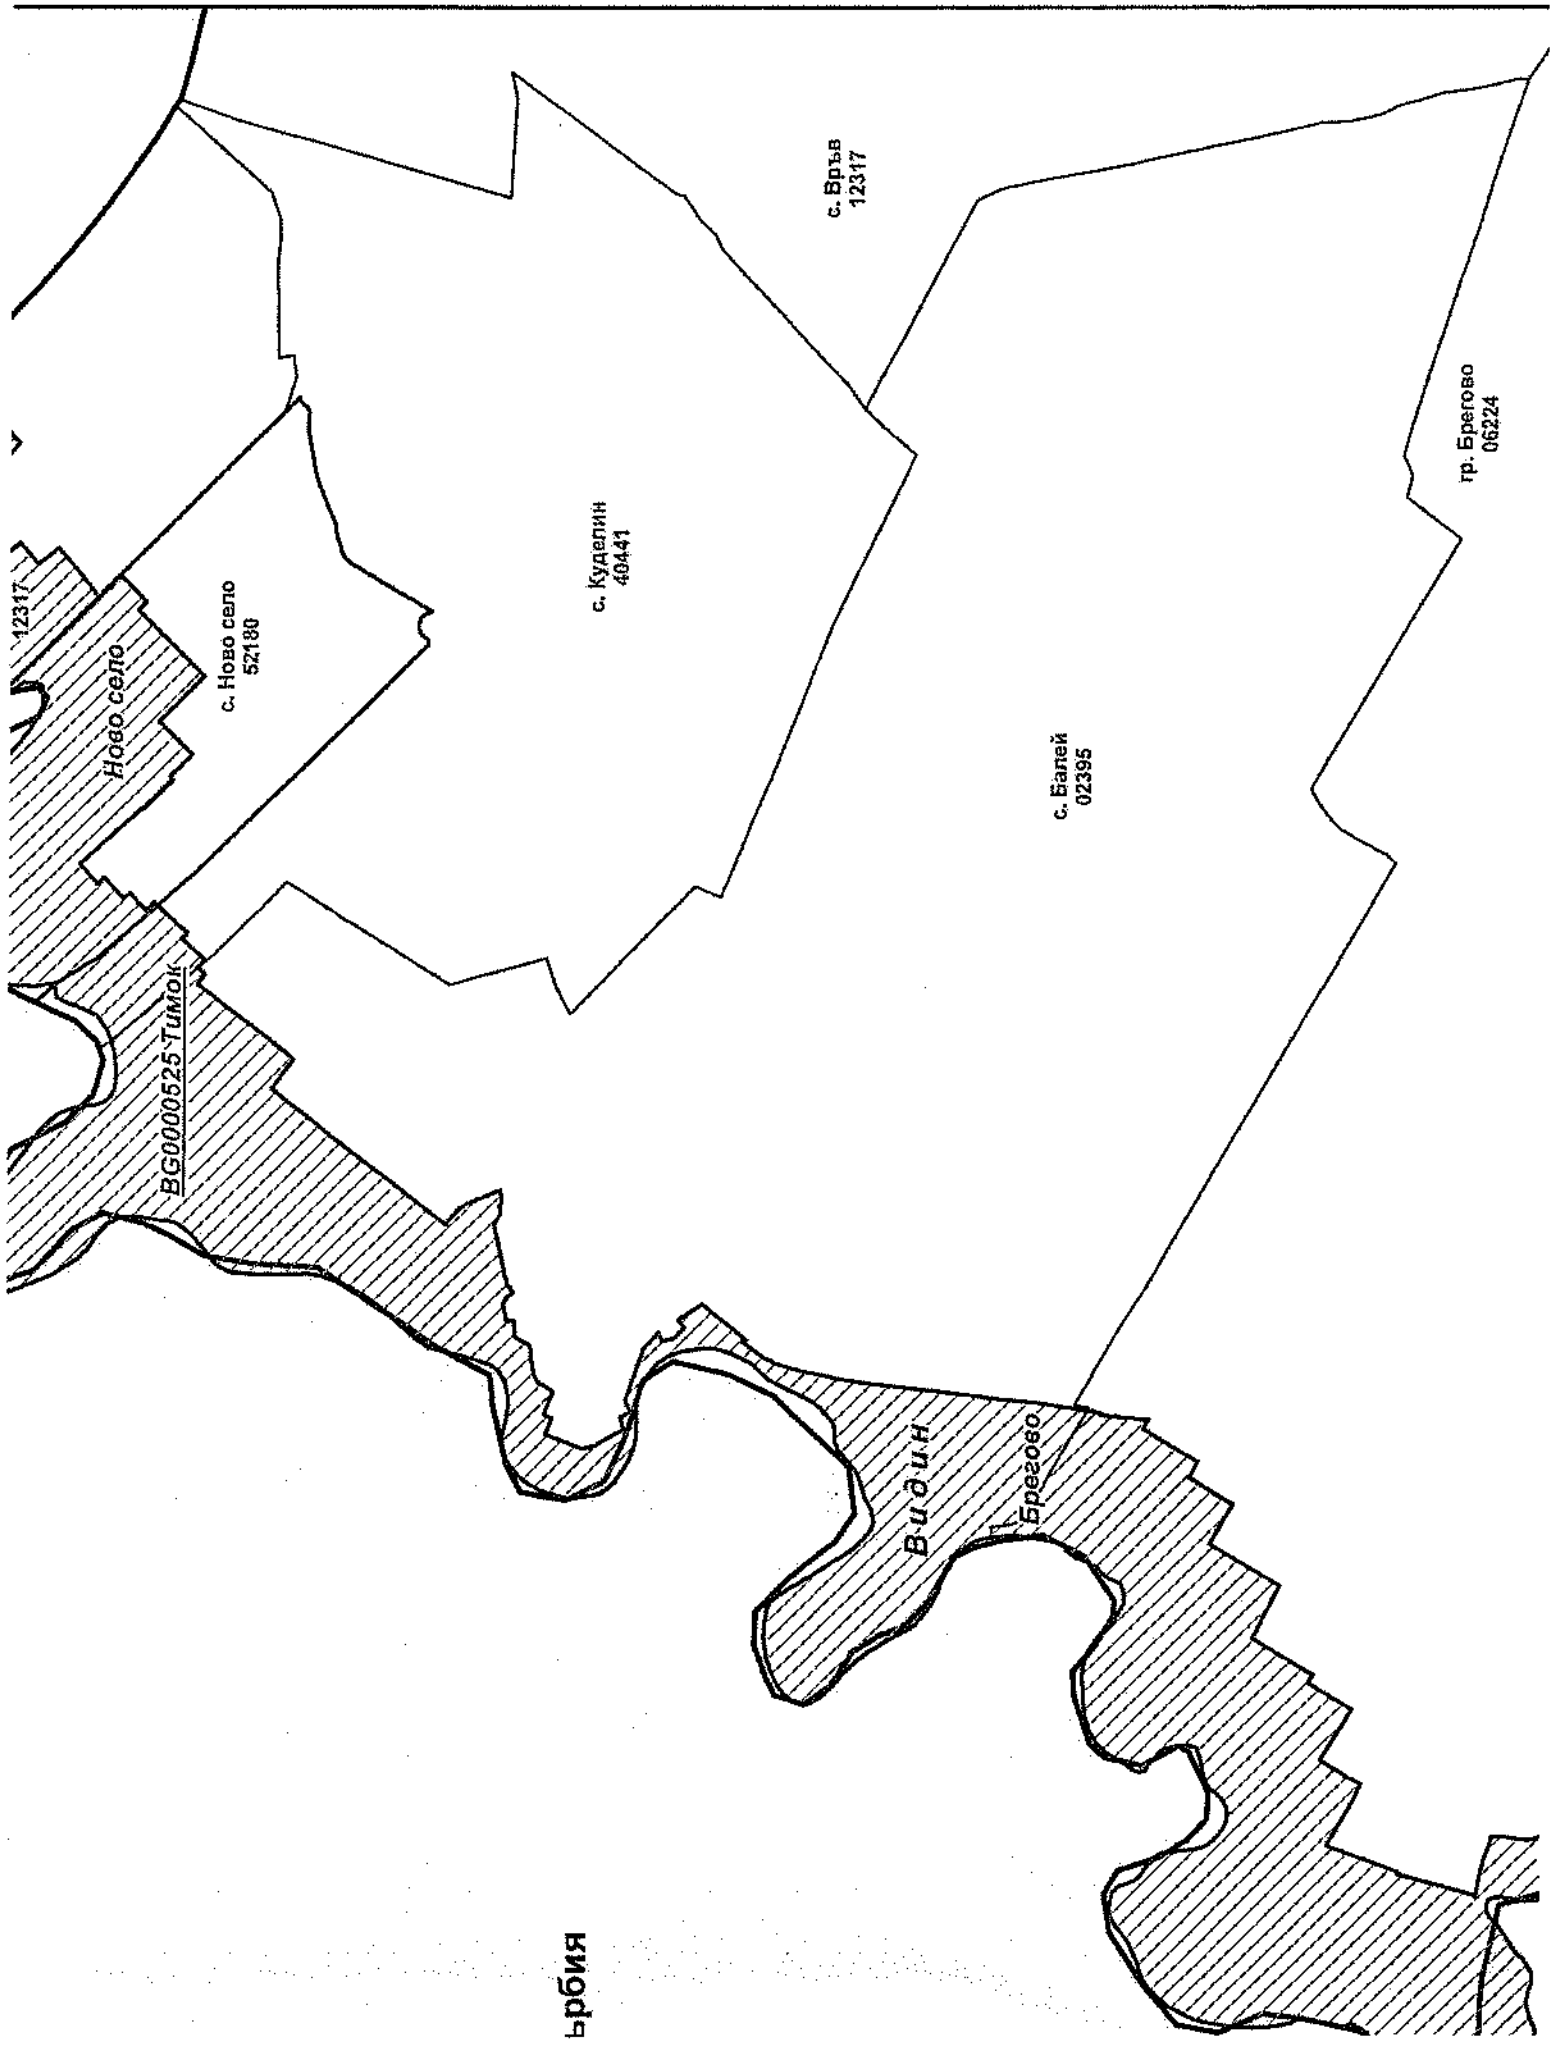 12317
Ново село
с. Ново село
52180
BG0000525 Тимок
с. Куделин
40441
с. Връв
12317
с. Балей
02395
гр. Брегово
06224
Видин
Брегово
ърбия